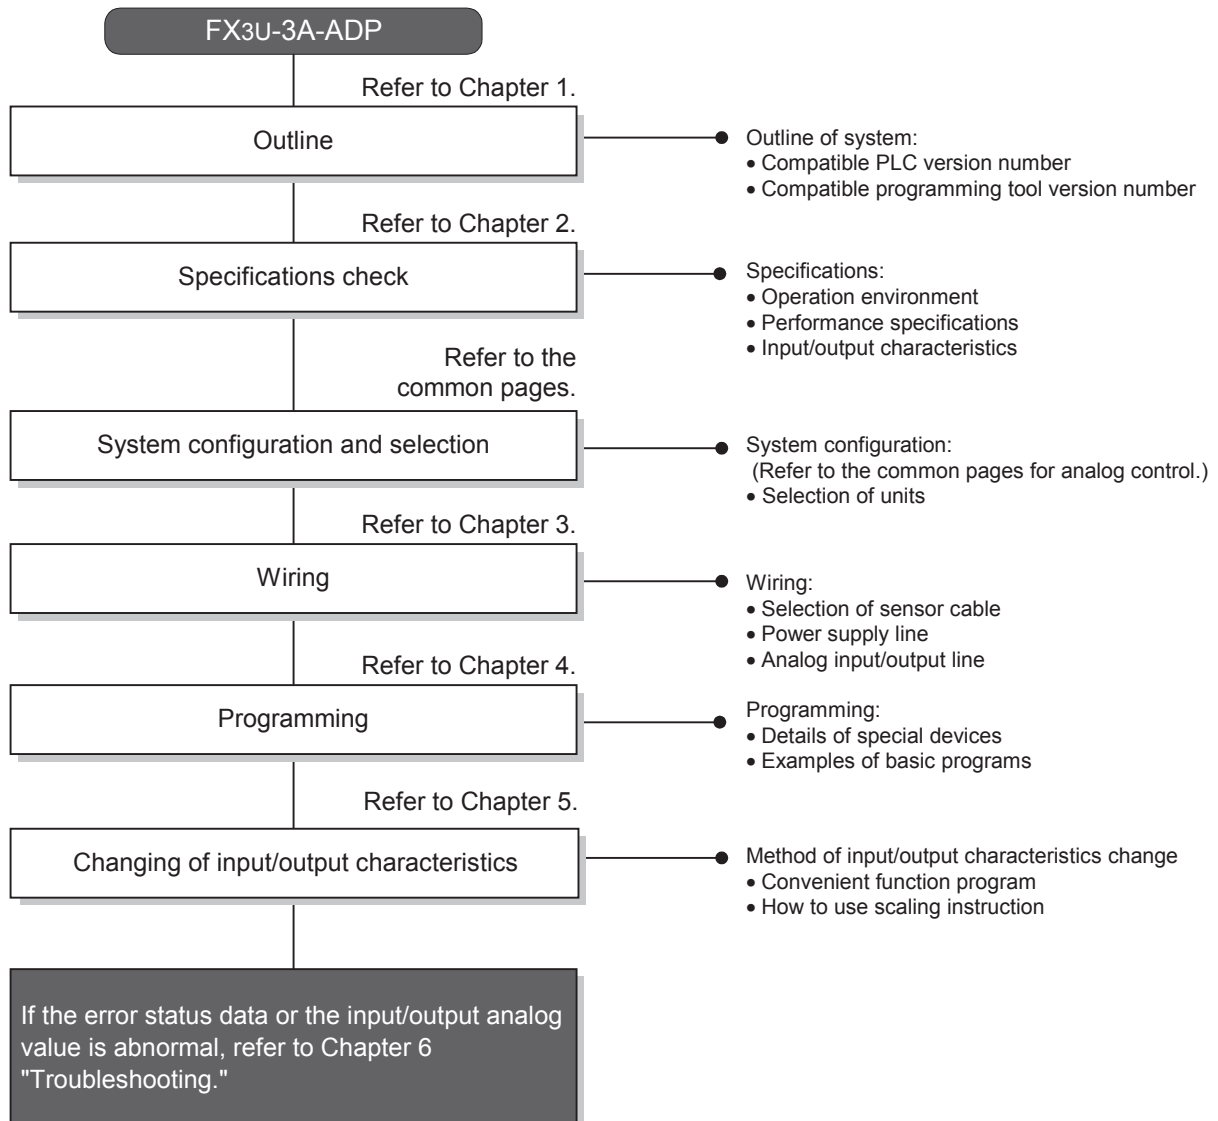 FX3U-3A-ADP
Refer to Chapter 1.
Outline
Outline of system:
• Compatible PLC version number
• Compatible programming tool version number
Refer to Chapter 2.
Specifications check
Specifications:
• Operation environment
• Performance specifications
• Input/output characteristics
Refer to the
common pages.
System configuration and selection
System configuration:
(Refer to the common pages for analog control.)
• Selection of units
Refer to Chapter 3.
Wiring
Wiring:
• Selection of sensor cable
• Power supply line
• Analog input/output line
Refer to Chapter 4.
Programming
Programming:
• Details of special devices
• Examples of basic programs
Refer to Chapter 5.
Changing of input/output characteristics
Method of input/output characteristics change
• Convenient function program
• How to use scaling instruction
If the error status data or the input/output analog
value is abnormal, refer to Chapter 6
"Troubleshooting."